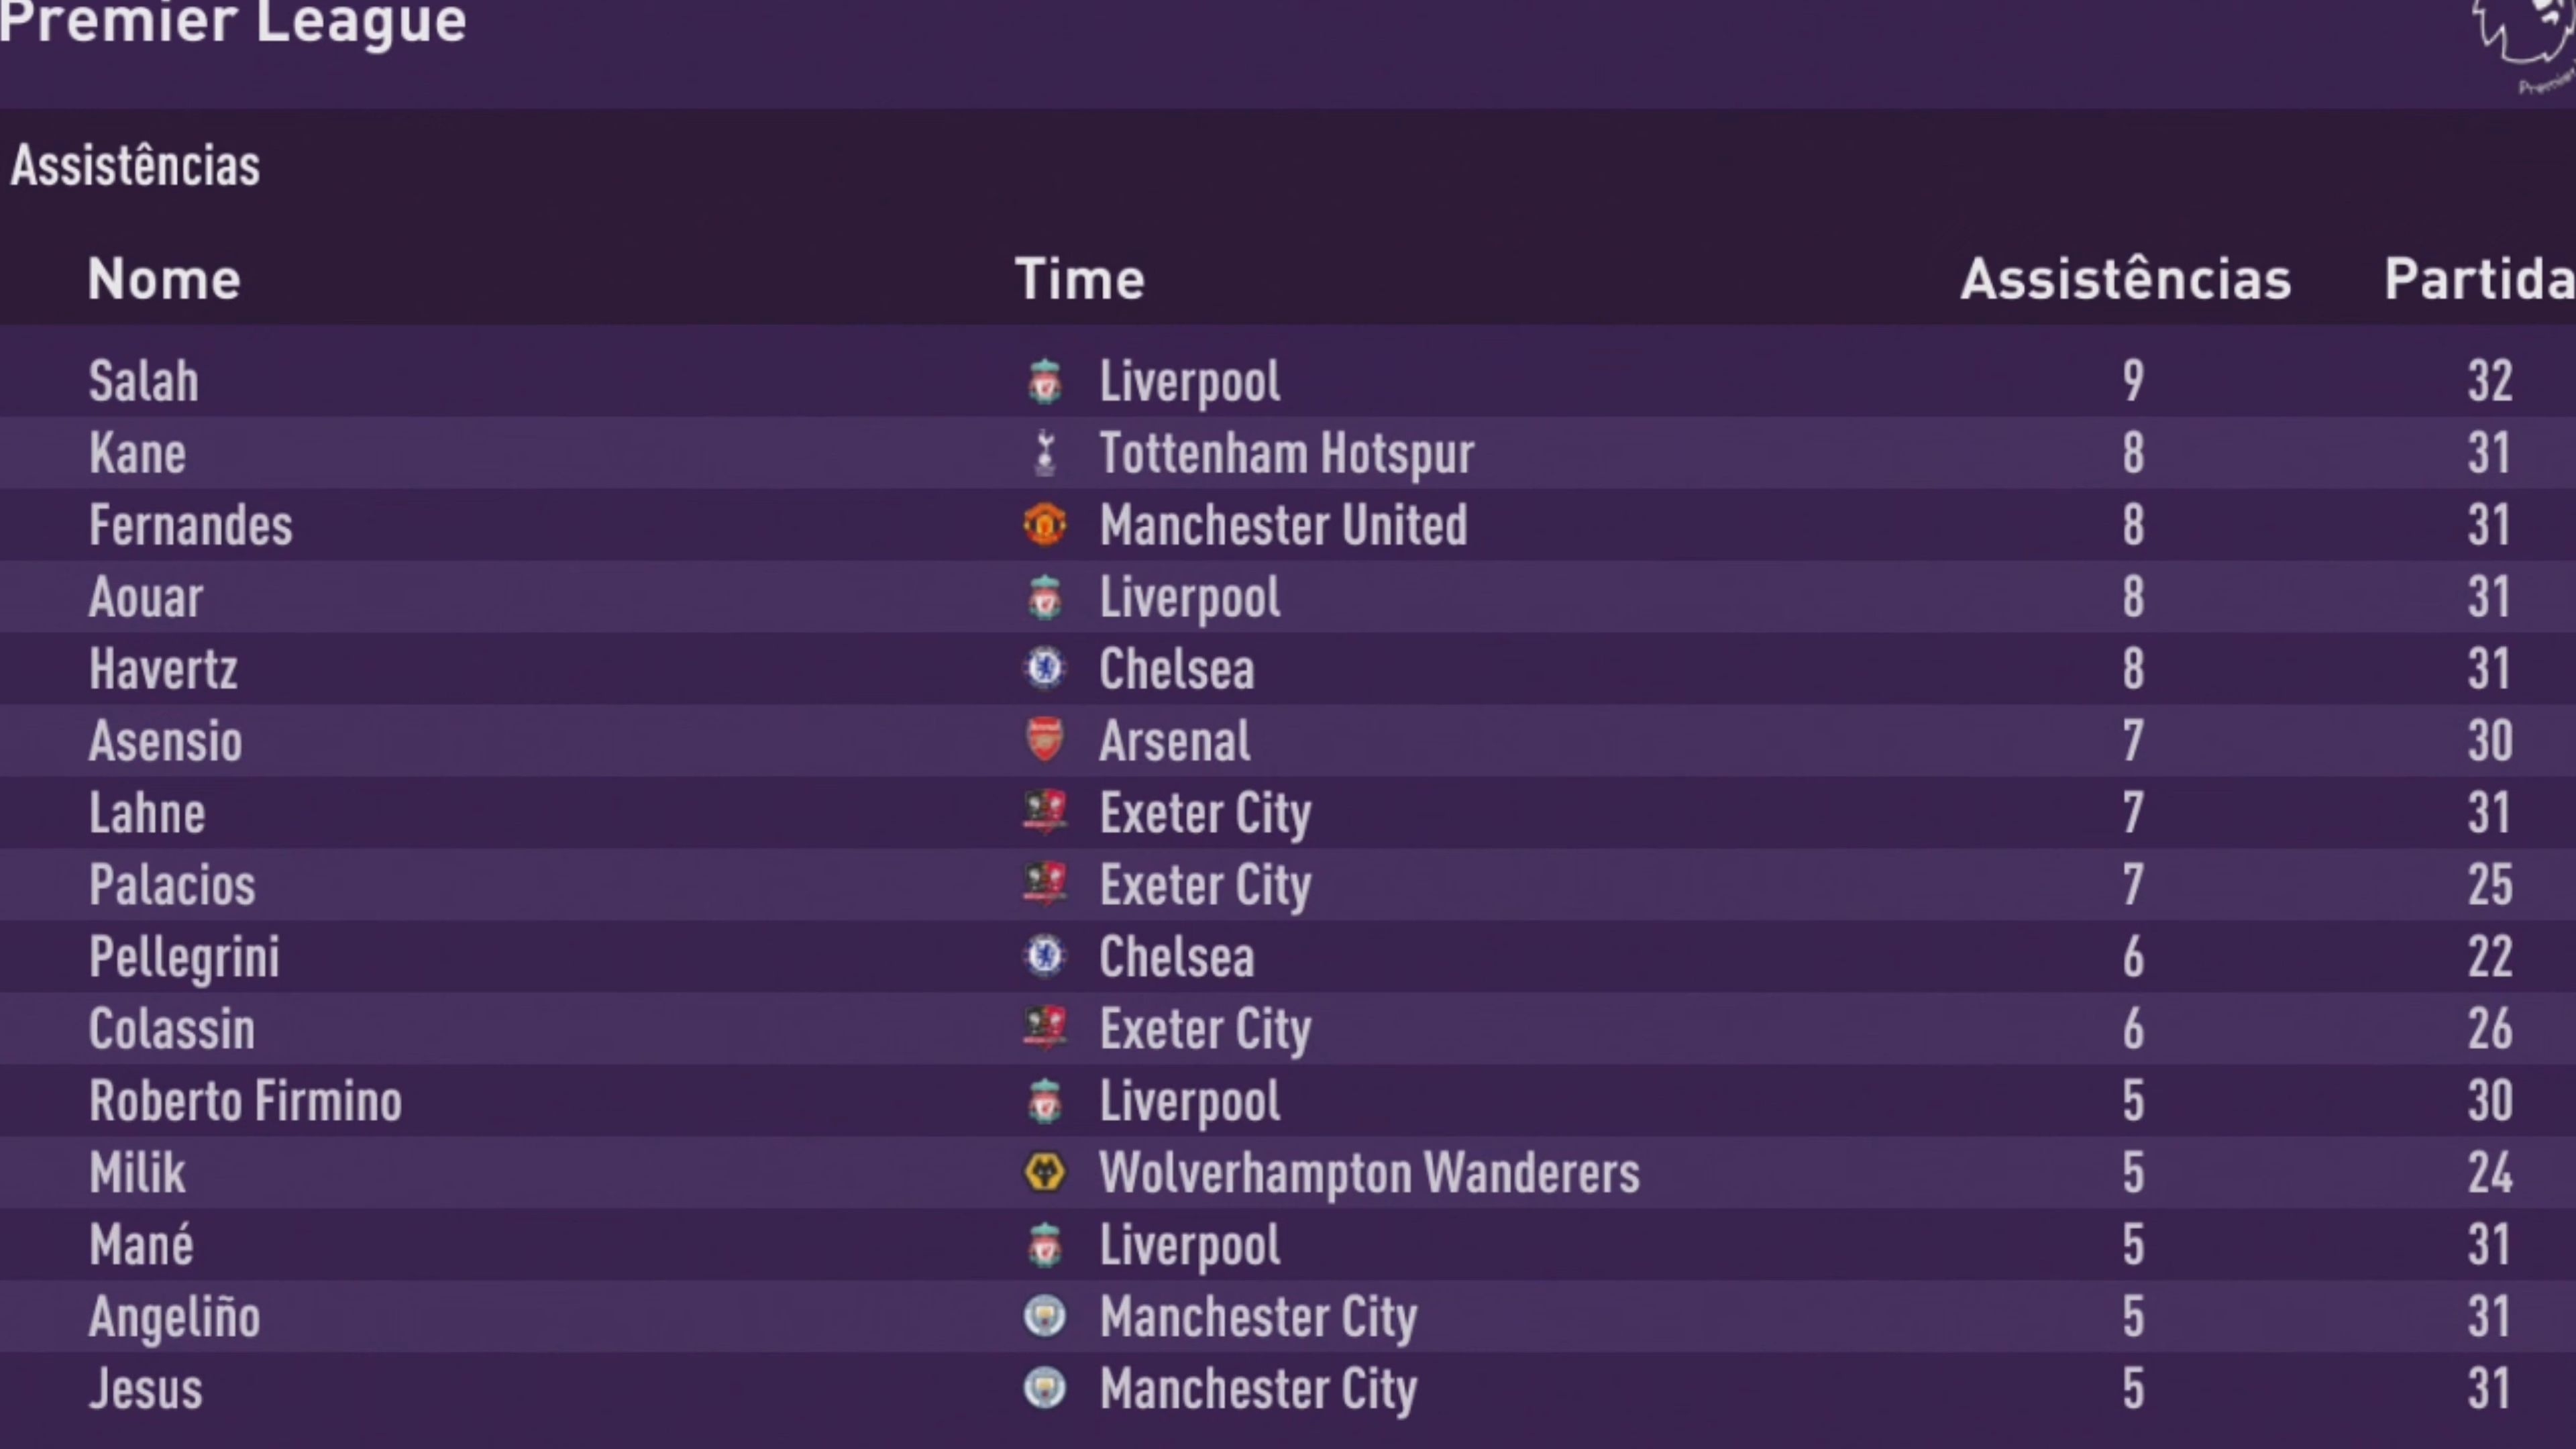 Premier League
Premier
Assistências
Nome Time Assistências Partida
Salah Liverpool 9 32
Kane Tottenham Hotspur 8 31
Fernandes Manchester United 8 31
Aouar Liverpool 8 31
Havertz Chelsea 8 31
Asensio Arsenal 7 30
Lahne Exeter City 7 31
Palacios Exeter City 7 25
Pellegrini Chelsea 6 22
Colassin Exeter City 6 26
Roberto Firmino Liverpool 5 30
Milik Wolverhampton Wanderers 5 24
Mané Liverpool 5 31
Angeliño Manchester City 5 31
Jesus Manchester City 5 31